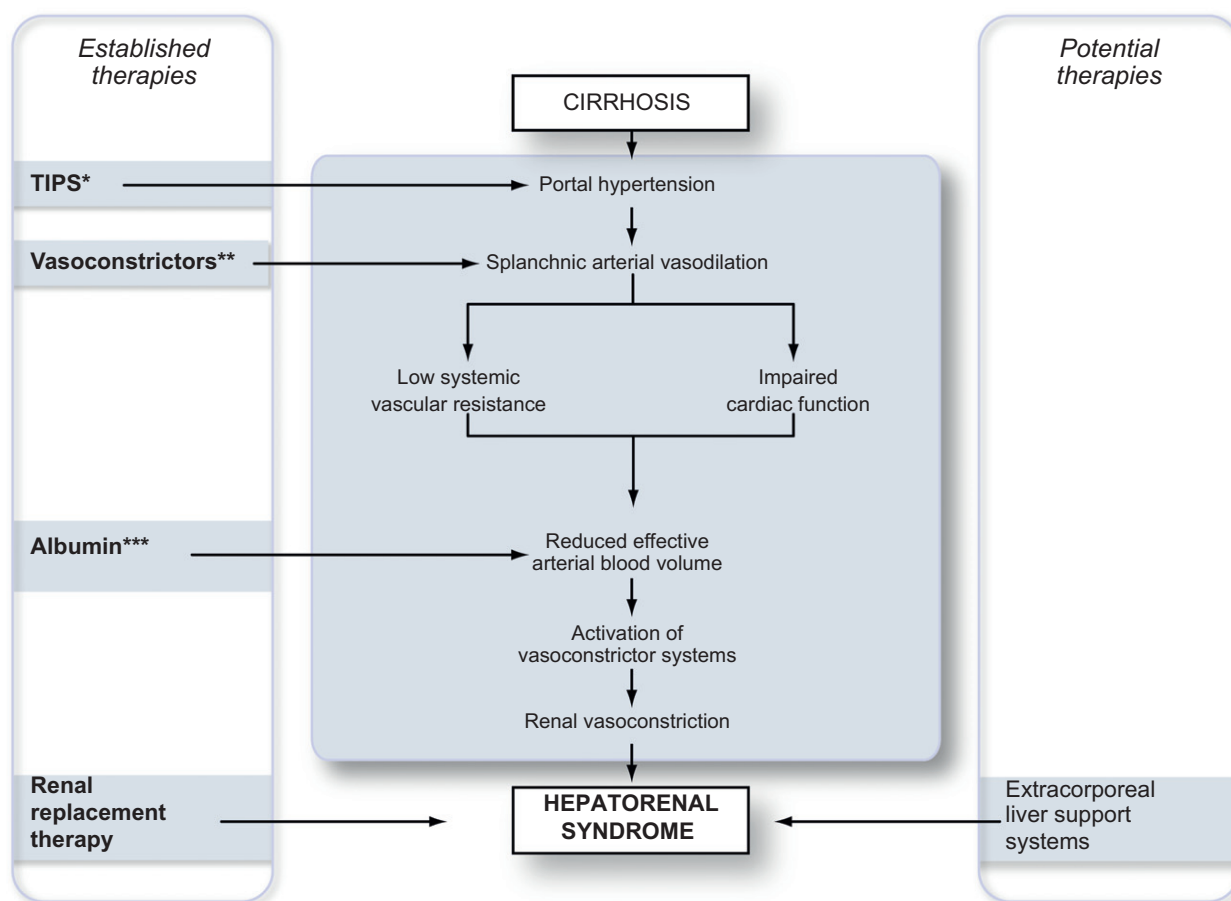 Established
therapies
TIPS*
Vasoconstrictors**
Albumin***
Renal
replacement
therapy
CIRRHOSIS
Portal hypertension
Splanchnic arterial vasodilation
Low systemic
vascular resistance
Impaired
cardiac function
Reduced effective
arterial blood volume
Activation of
vasoconstrictor systems
Renal vasoconstriction
HEPATORENAL
SYNDROME
Potential
therapies
Extracorporeal
liver support
systems